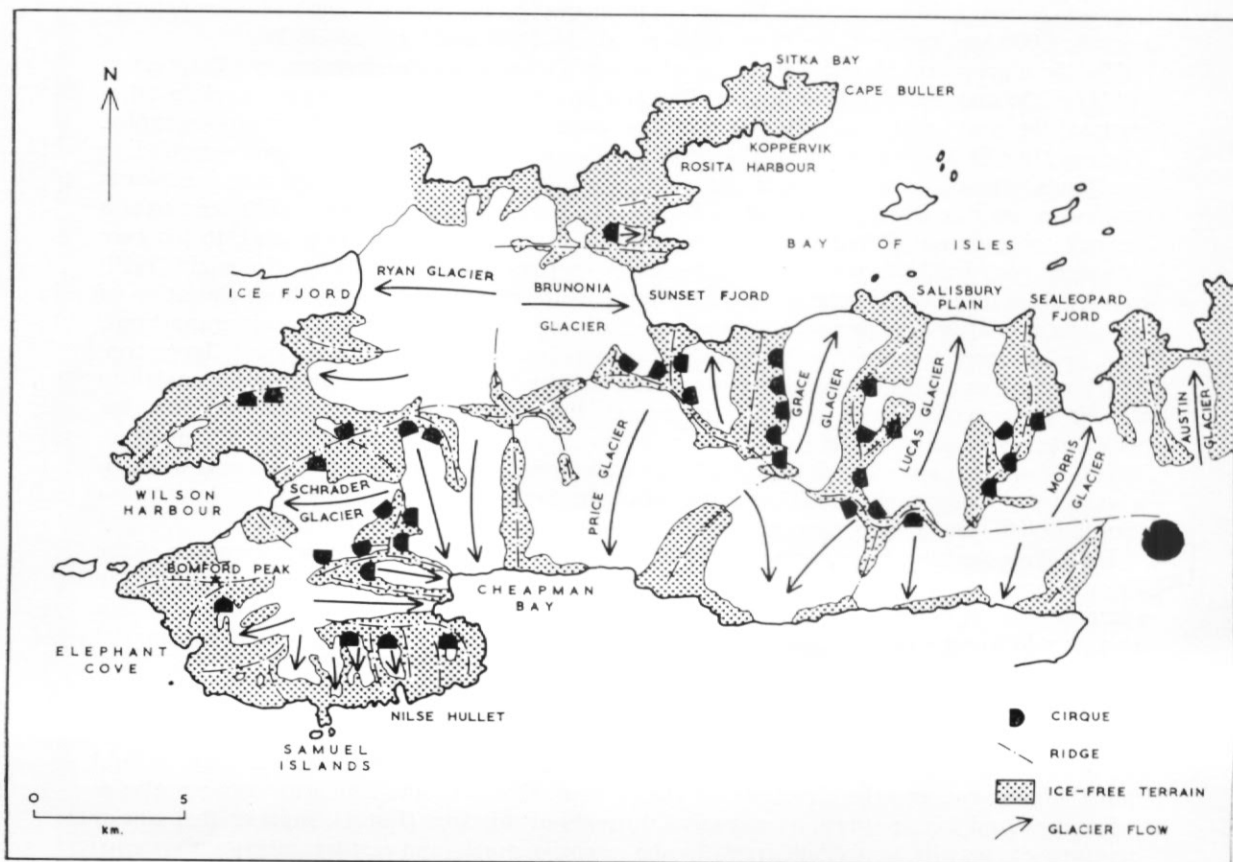 N
SITKA BAY
CAPE BULLER
KOPPERVIK
ROSITA HARBOUR
BAY OF ISLES
RYAN GLACIER
ICE FJORD
BRUNONIA
GLACIER
SUNSET FJORD
SALISBURY
PLAIN
SEALEOPARD
FJORD
GRACE
GLACIER
LUCAS GLACIER
MORRIS
GLACIER
AUSTIN
GLACIER
PRICE GLACIER
WILSON
HARBOUR
SCHRADER
GLACIER
BOMFORD PEAK
CHEAPMAN
BAY
ELEPHANT
COVE
NILSE HULLET
SAMUEL
ISLANDS
CIRQUE
RIDGE
ICE-FREE TERRAIN
GLACIER FLOW
0 5
km.